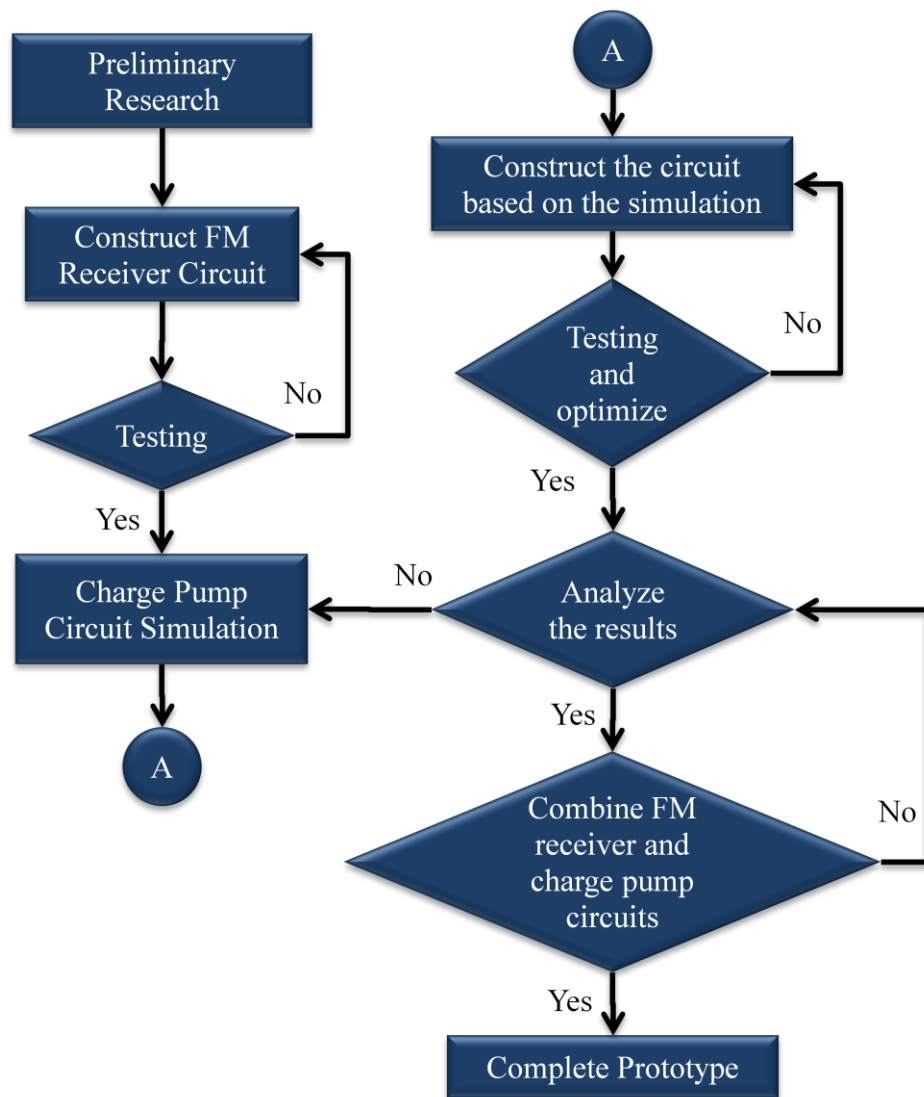 Preliminary
Research
Construct FM
Receiver Circuit
No
Testing
Yes
Charge Pump
Circuit Simulation
A
A
Construct the circuit
based on the simulation
No
Testing
and
optimize
Yes
No
Analyze
the results
Yes
Combine FM
receiver and
charge pump
circuits
No
Yes
Complete Prototype